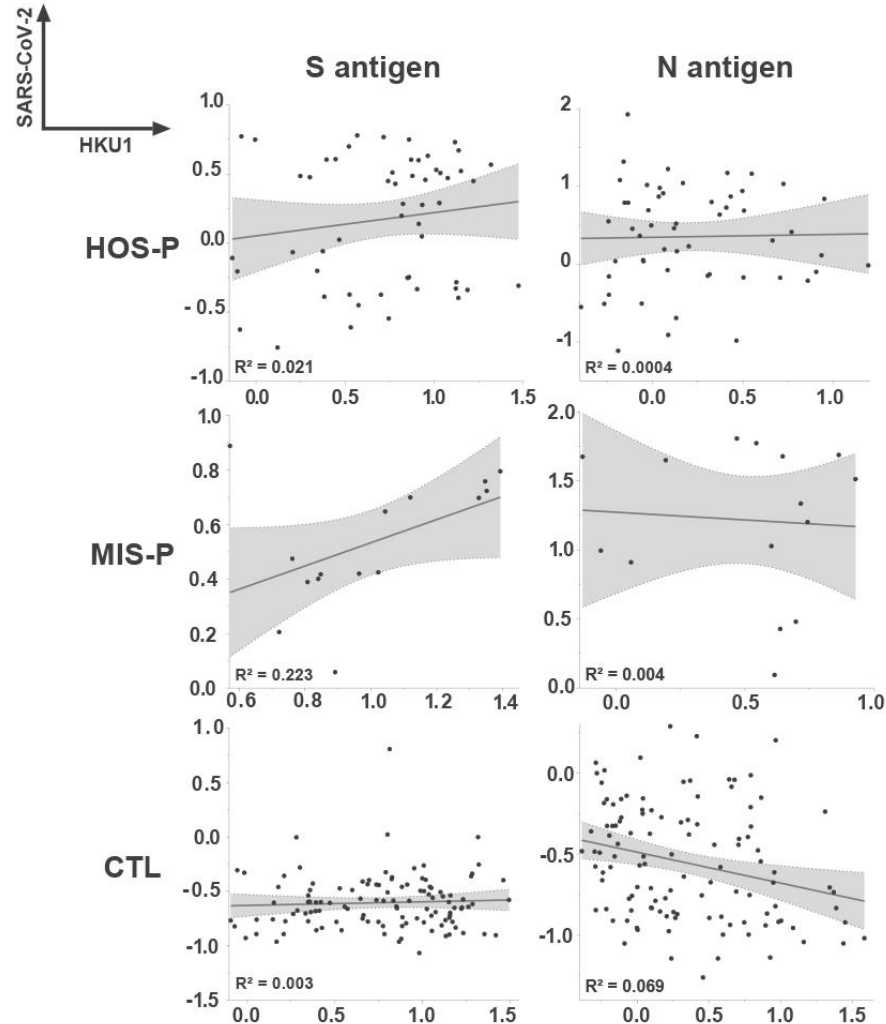 SARS-CoV-2
HKU1
S antigen
N antigen
HOS-P
1.0
0.5
0.0
- 0.5
-1.0
R² = 0.021
0.0 0.5 1.0 1.5
2
1
0
-1
R² = 0.0004
0.0 0.5 1.0
MIS-P
1.0
0.8
0.6
0.4
0.2
0.0
R² = 0.223
0.6 0.8 1.0 1.2 1.4
2.0
1.5
1.0
0.5
0.0
R² = 0.004
0.0 0.5 1.0
CTL
1.0
0.5
0.0
-0.5
-1.0
-1.5
R² = 0.003
0.0 0.5 1.0 1.5
0.0
-0.5
-1.0
R² = 0.069
0.0 0.5 1.0 1.5